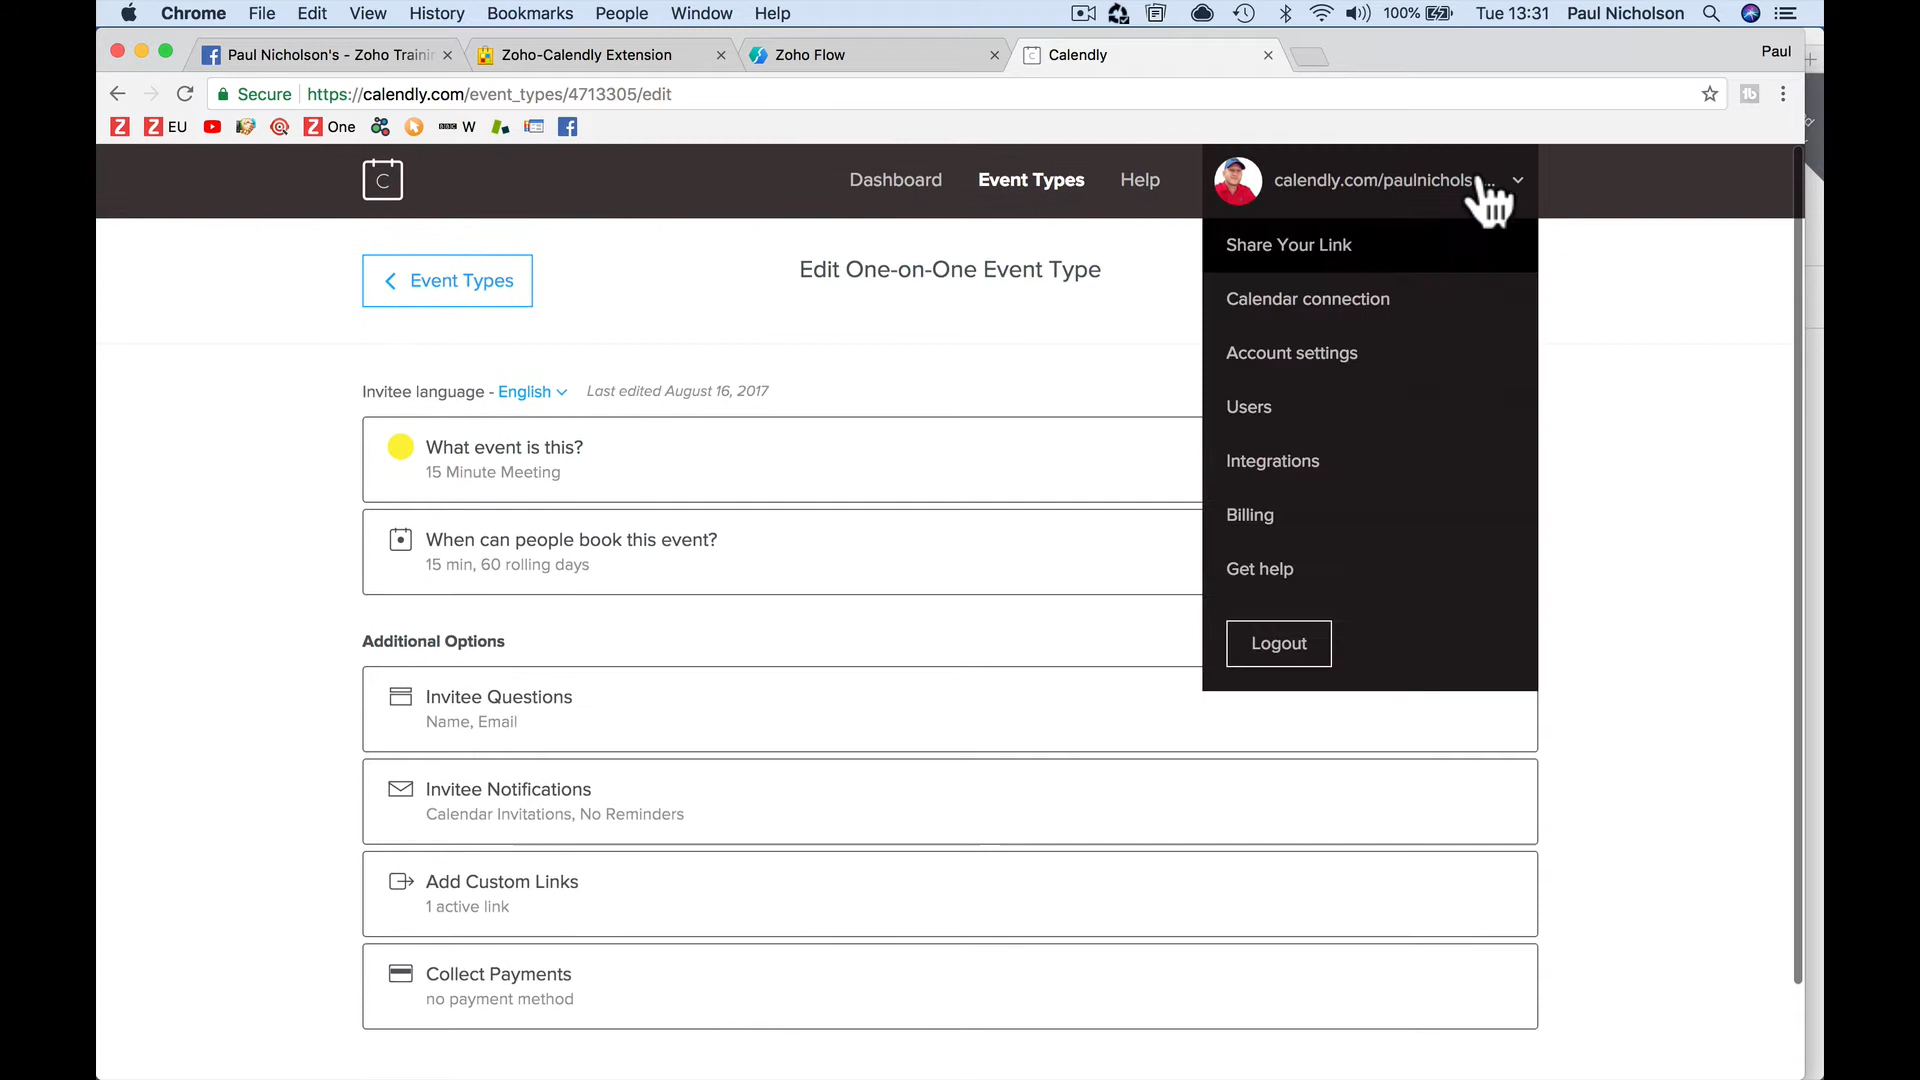 Chrome File Edit View History Bookmarks People Window Help 100% Tue 13:31 Paul Nicholson
Paul Nicholson's - Zoho Traini Zoho-Calendly Extension Zoho Flow Calendly Paul
Secure https://calendly.com/event_types/4713305/edit
Z Z EU Z One BBC W
C Dashboard Event Types Help calendly.com/paulnichols...
Event Types
Edit One-on-One Event Type
Share Your Link
Calendar connection
Account settings
Users
Integrations
Billing
Get help
Logout
Invitee language - English Last edited August 16, 2017
What event is this?
15 Minute Meeting
When can people book this event?
15 min, 60 rolling days
Additional Options
Invitee Questions
Name, Email
Invitee Notifications
Calendar Invitations, No Reminders
Add Custom Links
1 active link
Collect Payments
no payment method